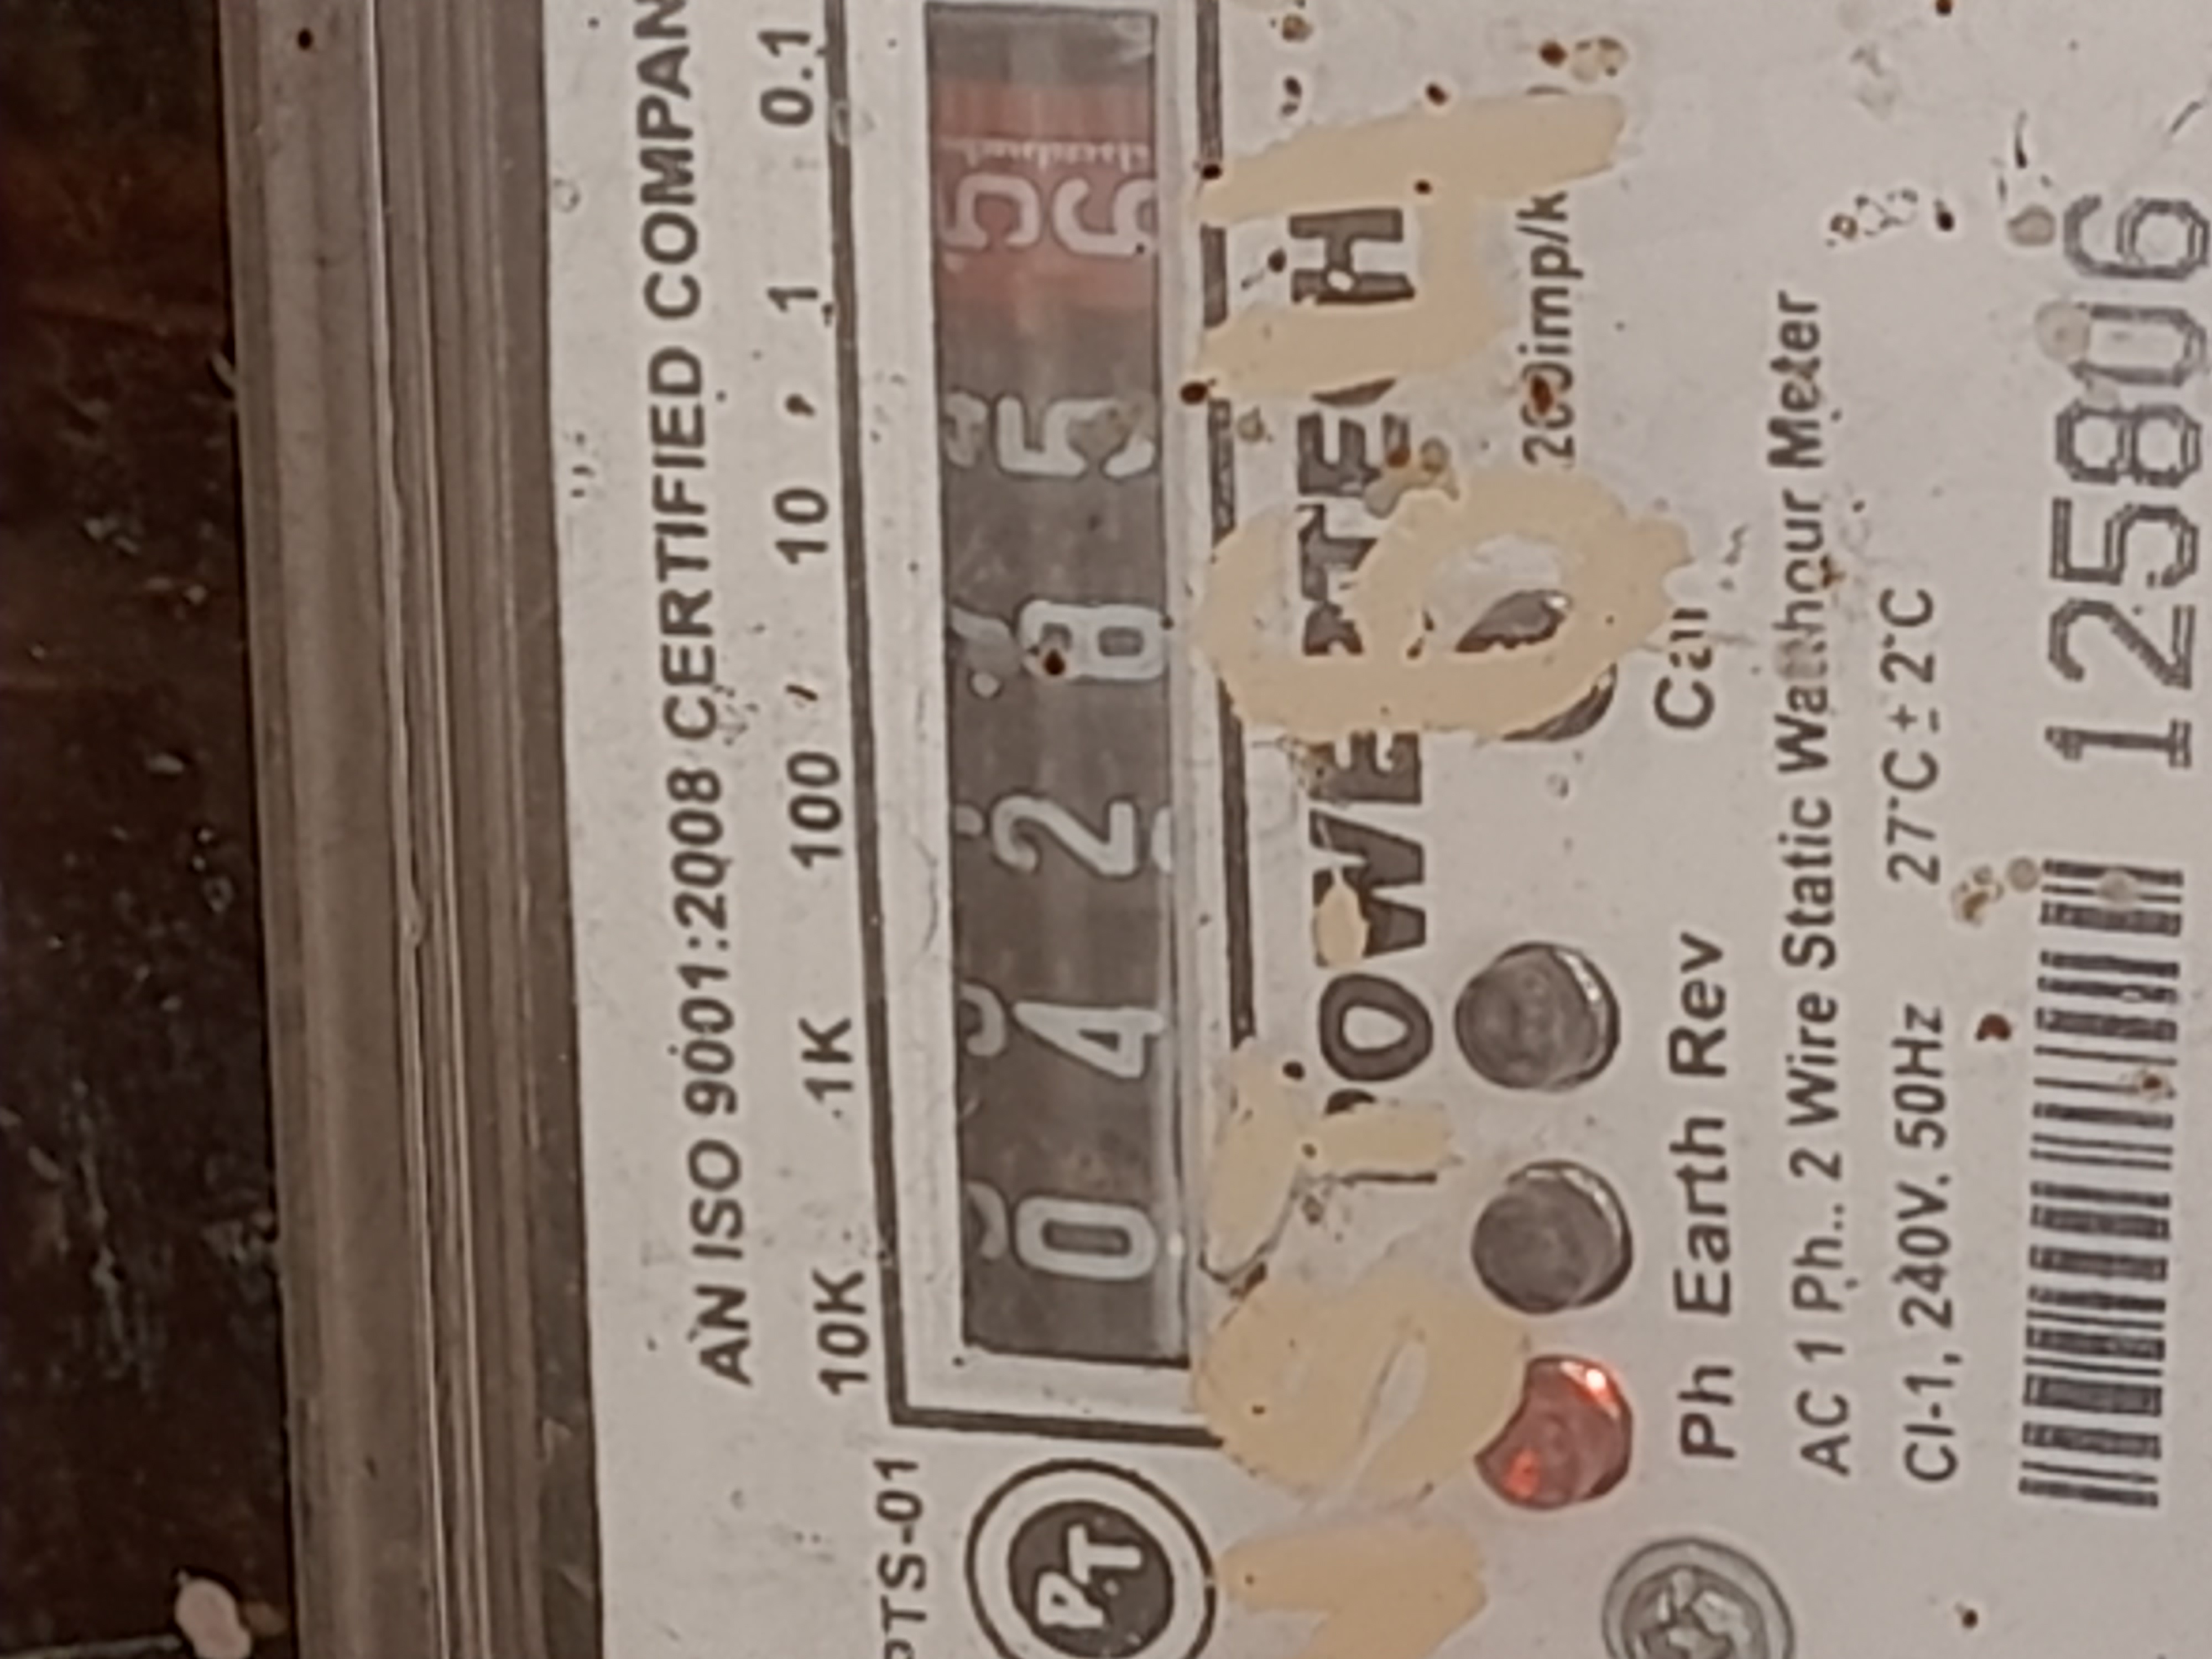 AN ISO 9001:2008 CERTIFIED COMPAN
10K 1K 100 , 10 , 1 0.1
PTS-01
0 4 2 8 5
PT
Ph Earth Rev Cal
AC 1 Ph.. 2 Wire Static Watthour Meter
Cl-1, 240V. 50Hz 27°C ± 2°C
125806